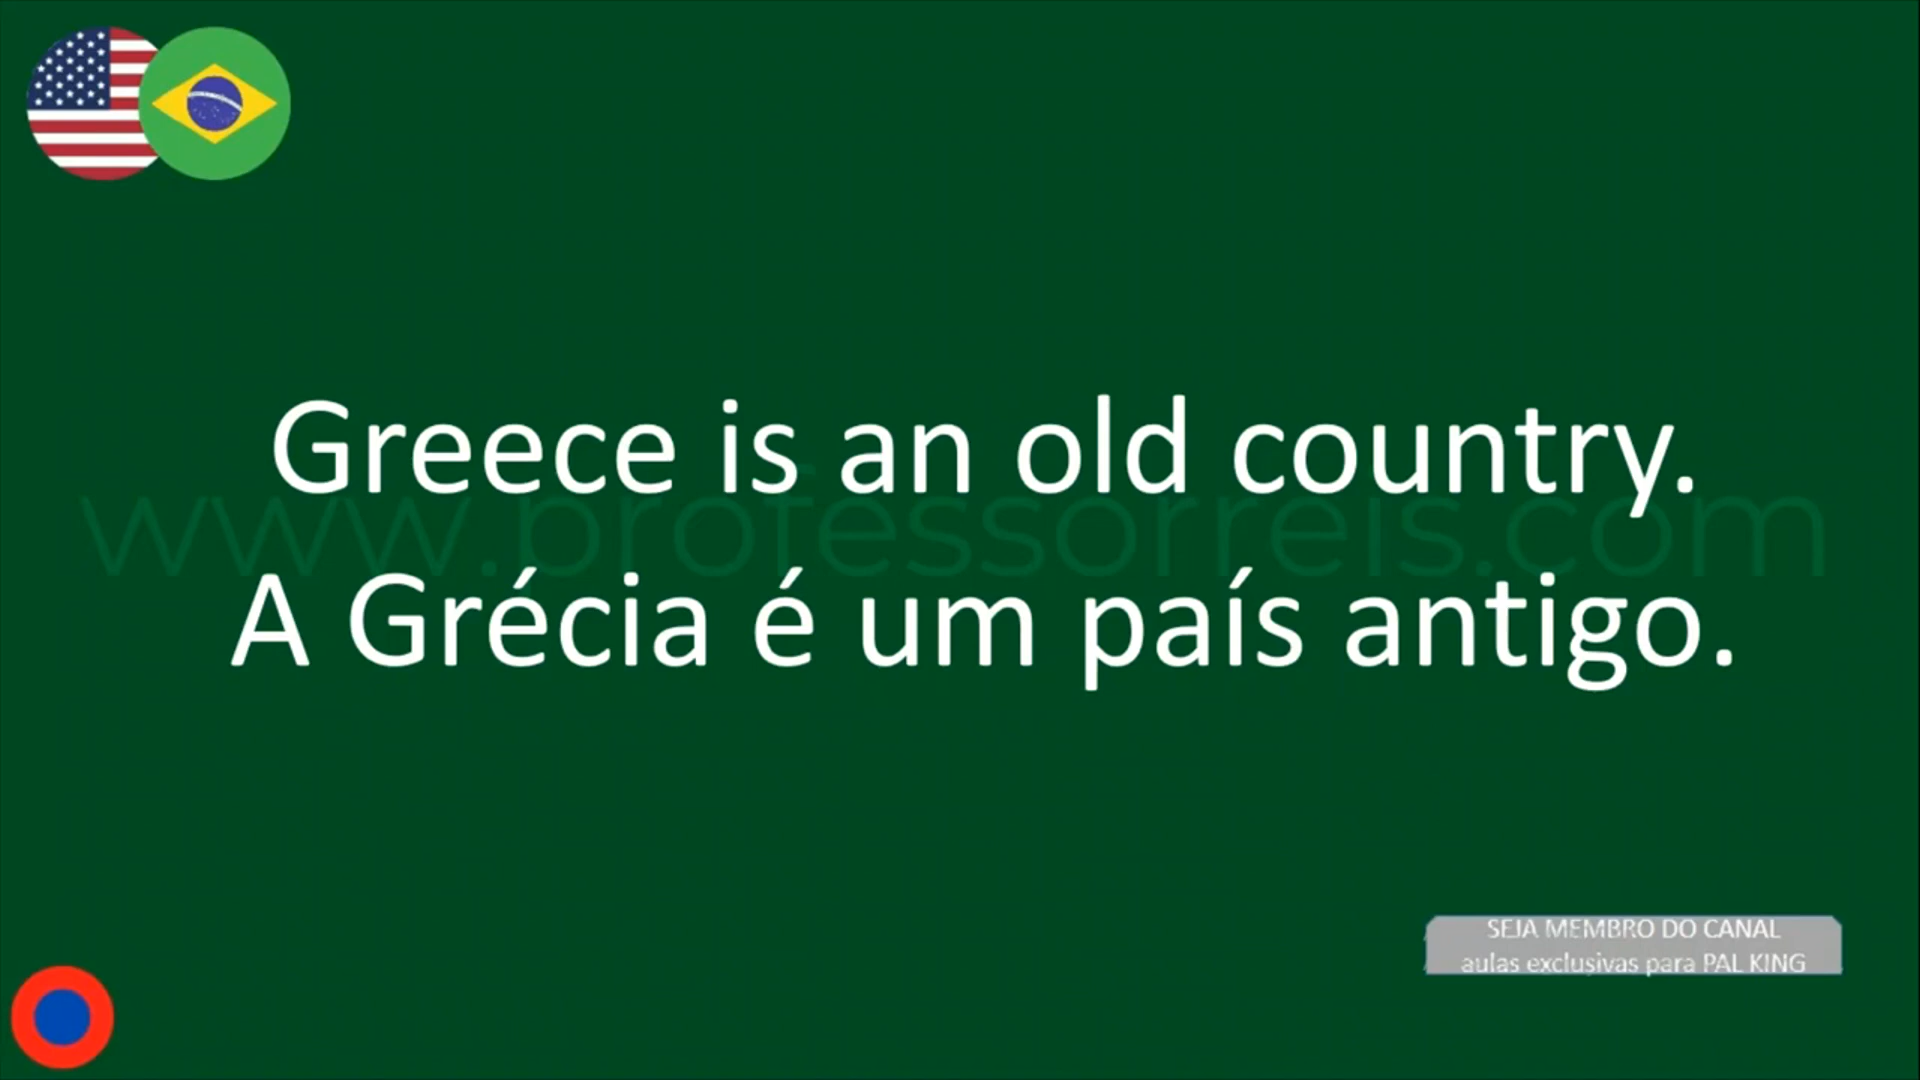 Greece is an old country.
www.professorreis.com
A Grécia é um país antigo.
SEJA MEMBRO DO CANAL
aulas exclusivas para PAL KING